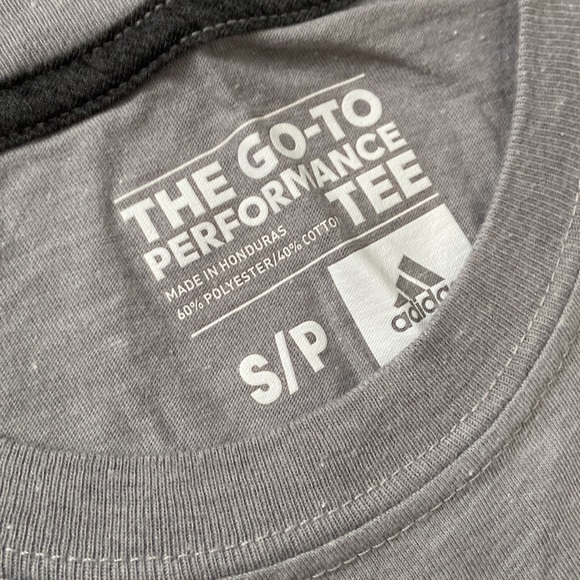 THE GO-TO
PERFORMANCE
TEE
MADE IN HONDURAS
60% POLYESTER/40% COTTO
S/P
adida